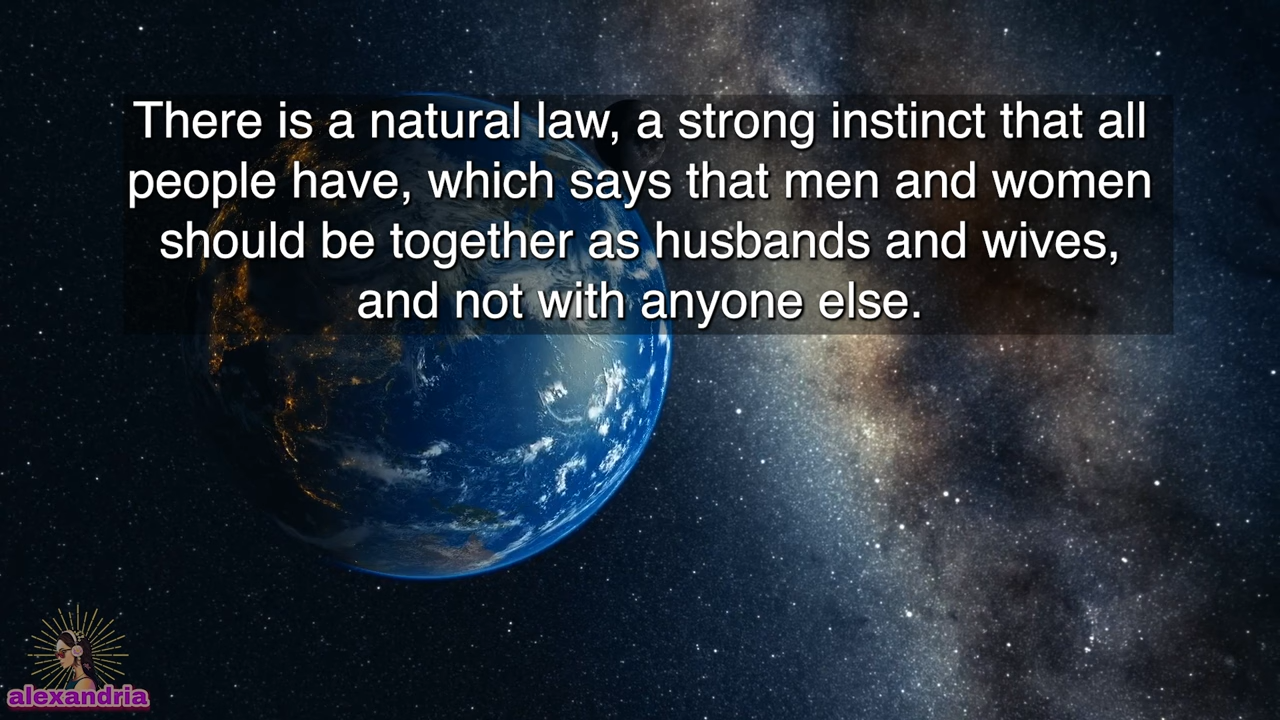 There is a natural law, a strong instinct that all
people have, which says that men and women
should be together as husbands and wives,
and not with anyone else.
alexandria